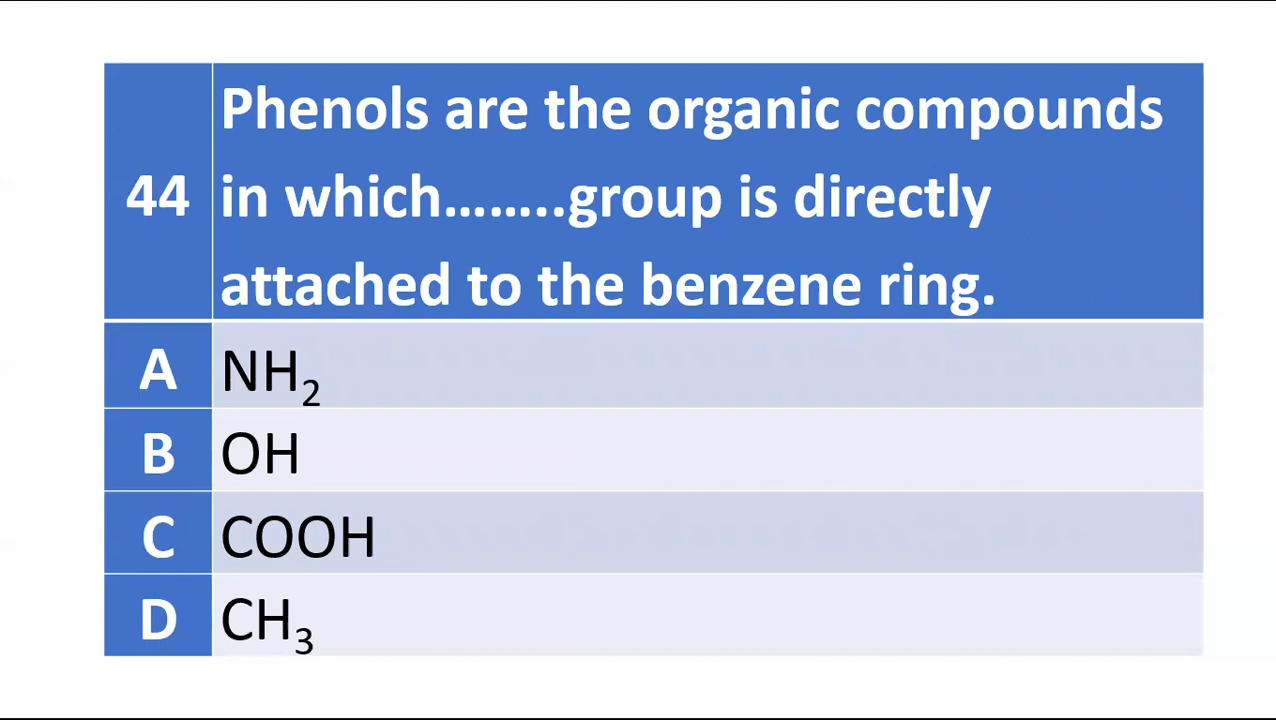 44
Phenols are the organic compounds
in which……..group is directly
attached to the benzene ring.
A NH₂
B OH
C COOH
D CH₃